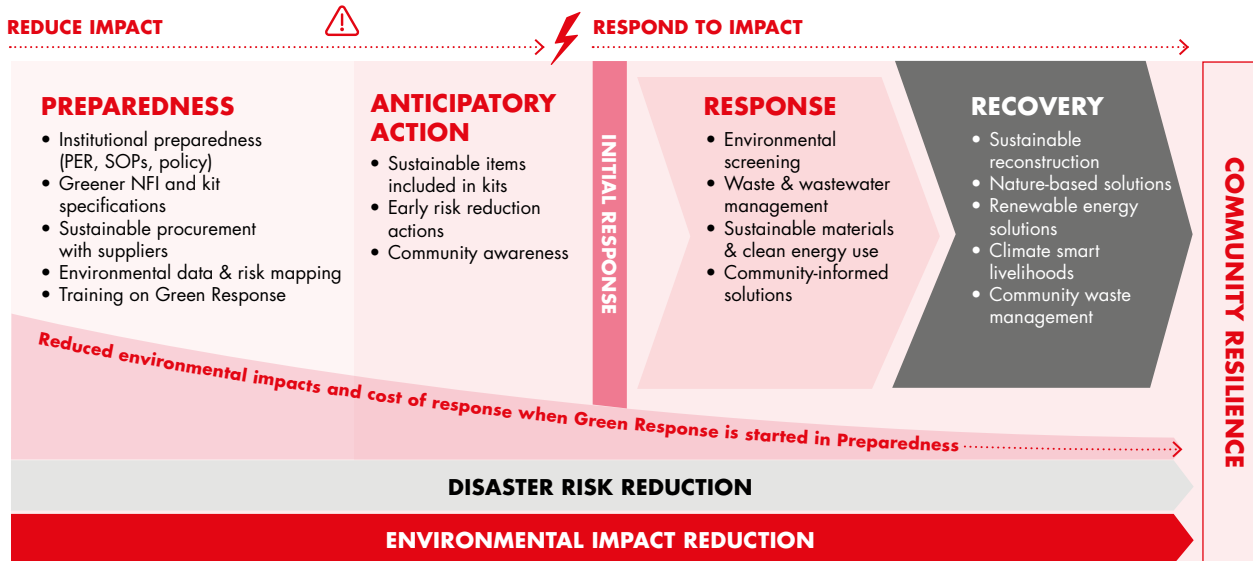 REDUCE IMPACT
RESPOND TO IMPACT
PREPAREDNESS
• Institutional preparedness
(PER, SOPs, policy)
• Greener NFI and kit
specifications
• Sustainable procurement
with suppliers
• Environmental data & risk mapping
• Training on Green Response
ANTICIPATORY
ACTION
• Sustainable items
included in kits
• Early risk reduction
actions
• Community awareness
INITIAL RESPONSE
RESPONSE
• Environmental
screening
• Waste & wastewater
management
• Sustainable materials
& clean energy use
• Community-informed
solutions
RECOVERY
• Sustainable
reconstruction
• Nature-based solutions
• Renewable energy
solutions
• Climate smart
livelihoods
• Community waste
management
COMMUNITY RESILIENCE
Reduced environmental impacts and cost of response when Green Response is started in Preparedness
DISASTER RISK REDUCTION
ENVIRONMENTAL IMPACT REDUCTION